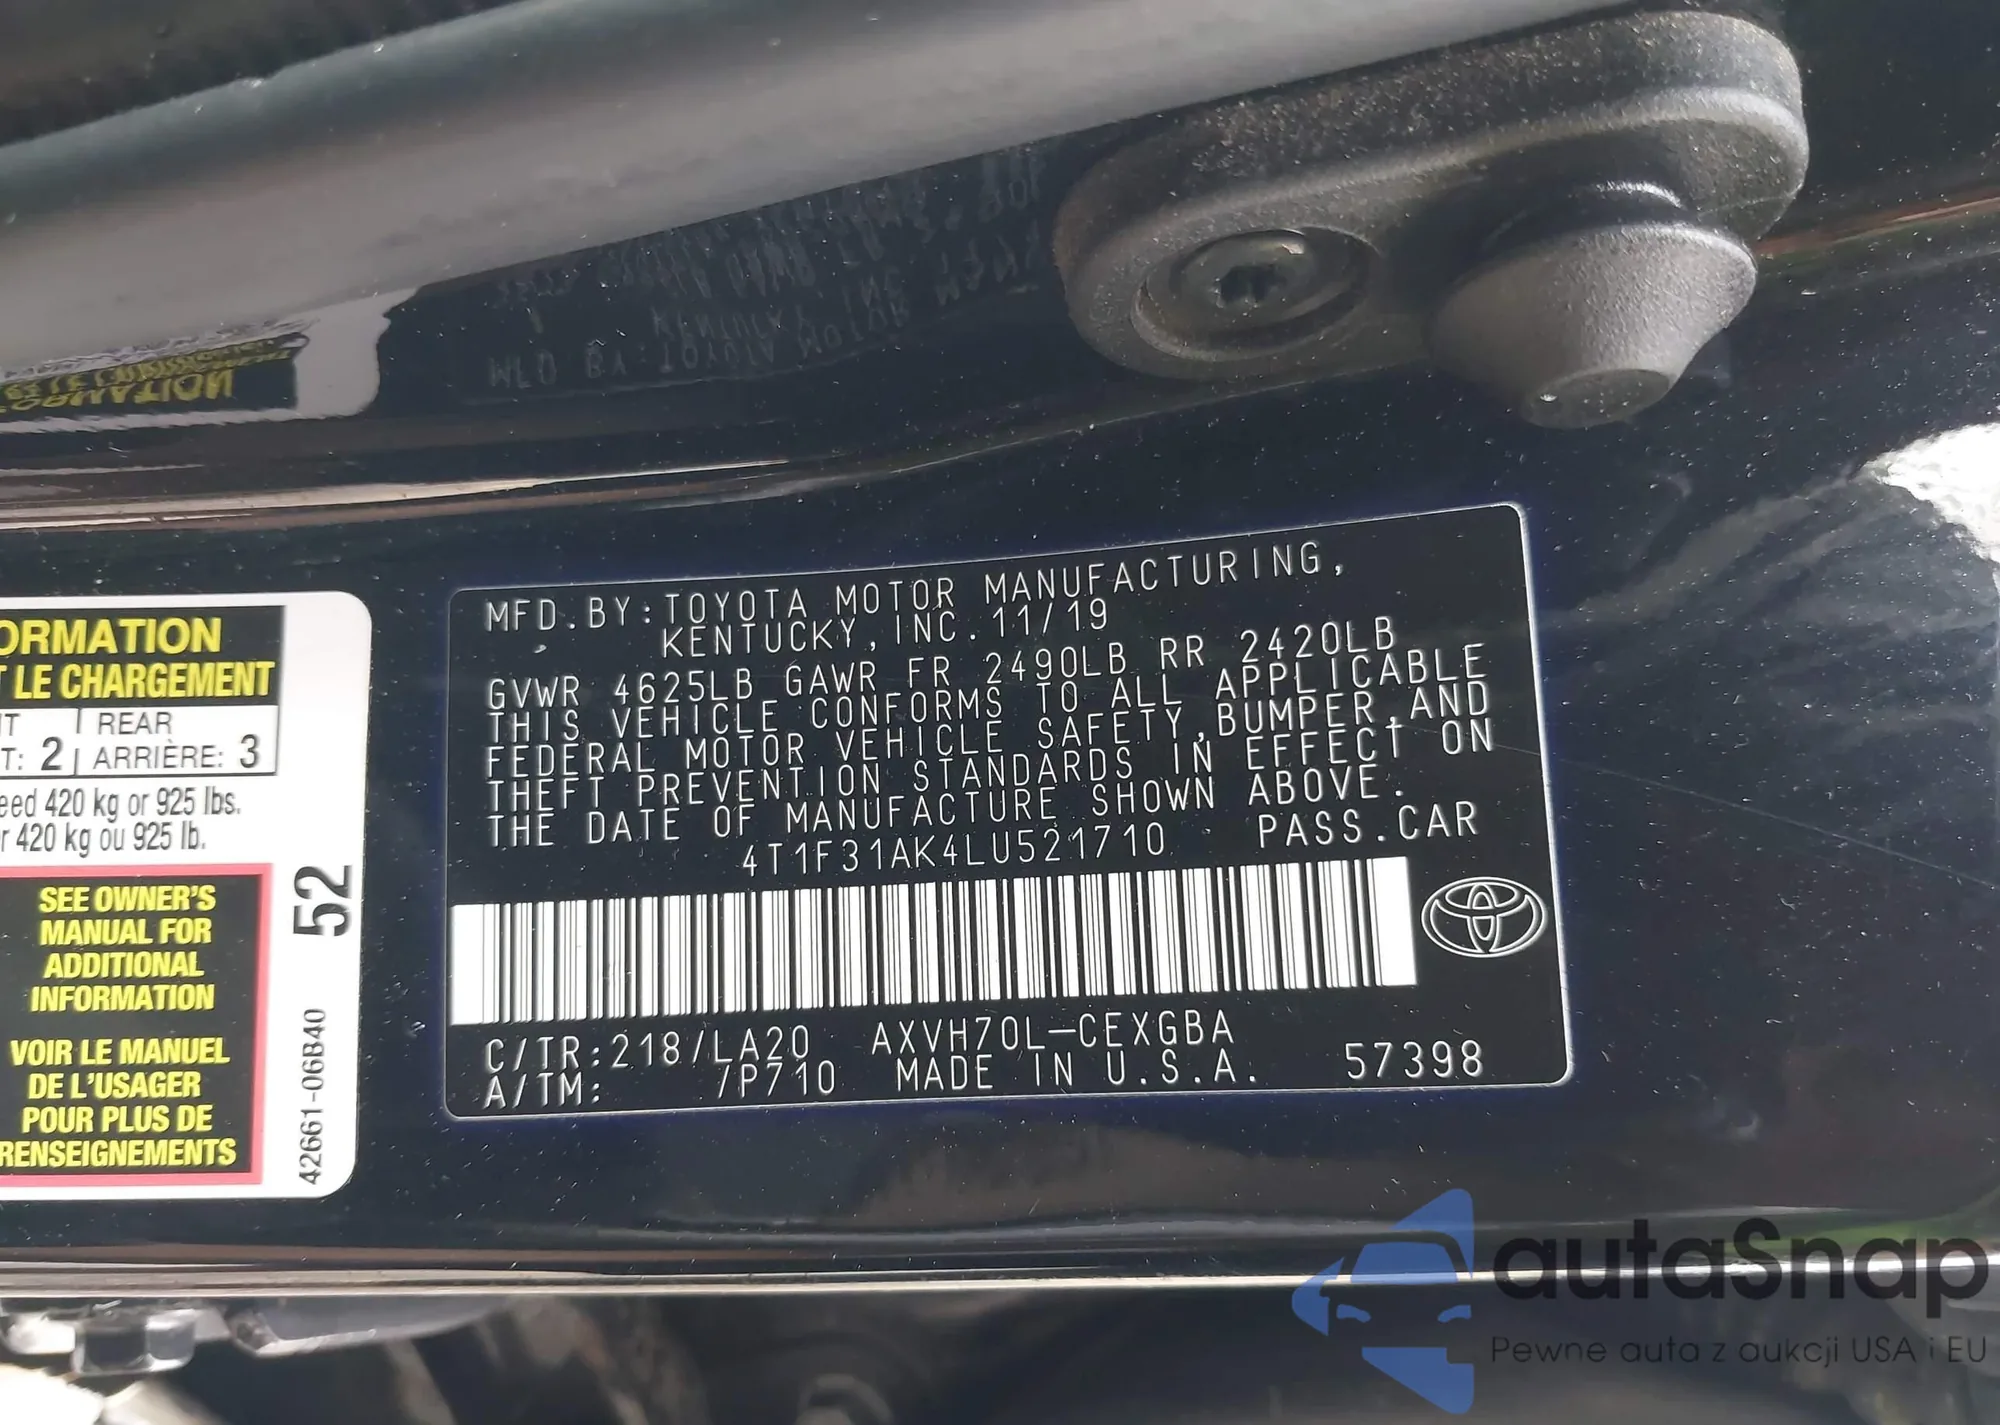 MFD.BY:TOYOTA MOTOR MANUFACTURING,
KENTUCKY, INC. 11/19
GVWR 4625LB GAWR FR 2490LB RR 2420LB
THIS VEHICLE CONFORMS TO ALL APPLICABLE
FEDERAL MOTOR VEHICLE SAFETY,BUMPER,AND
THEFT PREVENTION STANDARDS IN EFFECT ON
THE DATE OF MANUFACTURE SHOWN ABOVE.
4T1F31AK4LU521710 PASS.CAR
C/TR:218/LA20 AXVH70L-CEXGBA
A/TM: /P710 MADE IN U.S.A. 57398
ORMATION
T LE CHARGEMENT
REAR
T: 2 ARRIÈRE: 3
eed 420 kg or 925 lbs.
r 420 kg ou 925 lb.
SEE OWNER'S
MANUAL FOR
ADDITIONAL
INFORMATION
VOIR LE MANUEL
DE L'USAGER
POUR PLUS DE
RENSEIGNEMENTS
52
42661-06B40
autaSnap
Pewne auta z aukcji USA i EU